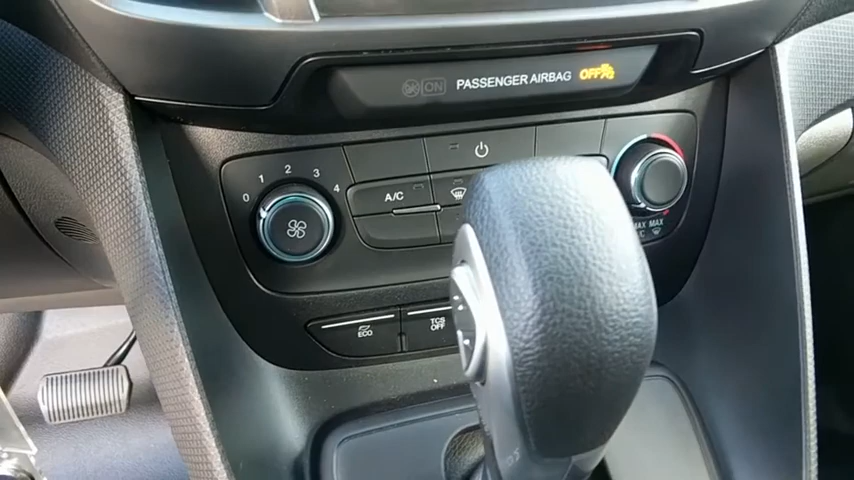 ON PASSENGER AIRBAG OFF
0 1 2 3 4
A/C
MAX MAX
A/C
ECO
TCS
OFF